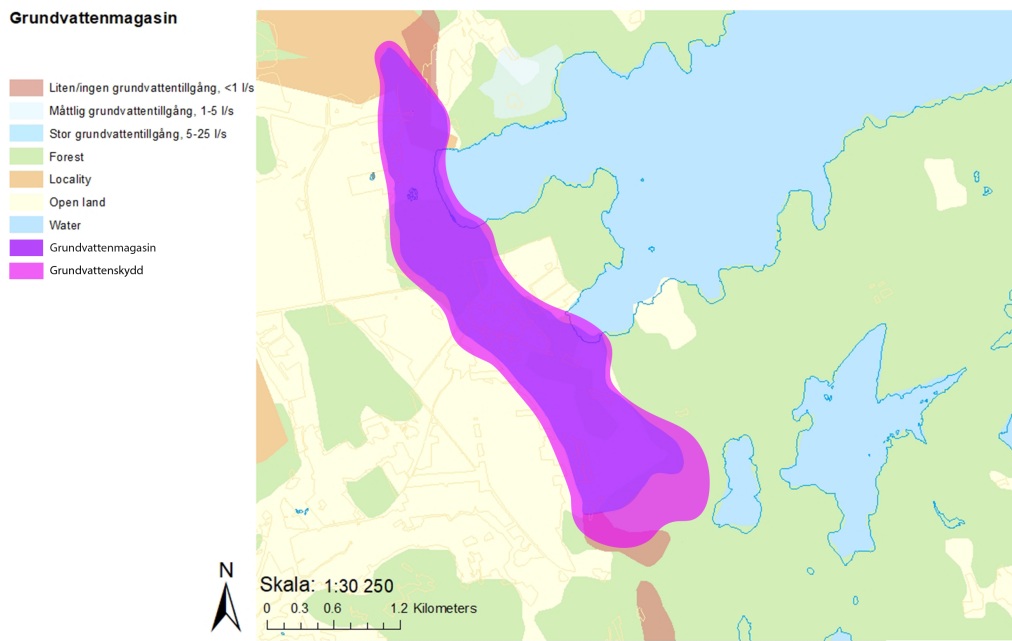 Grundvattenmagasin
Liten/ingen grundvattentillgång, <1 l/s
Måttlig grundvattentillgång, 1-5 l/s
Stor grundvattentillgång, 5-25 l/s
Forest
Locality
Open land
Water
Grundvattenmagasin
Grundvattenskydd
N
Skala: 1:30 250
0 0.3 0.6 1.2 Kilometers